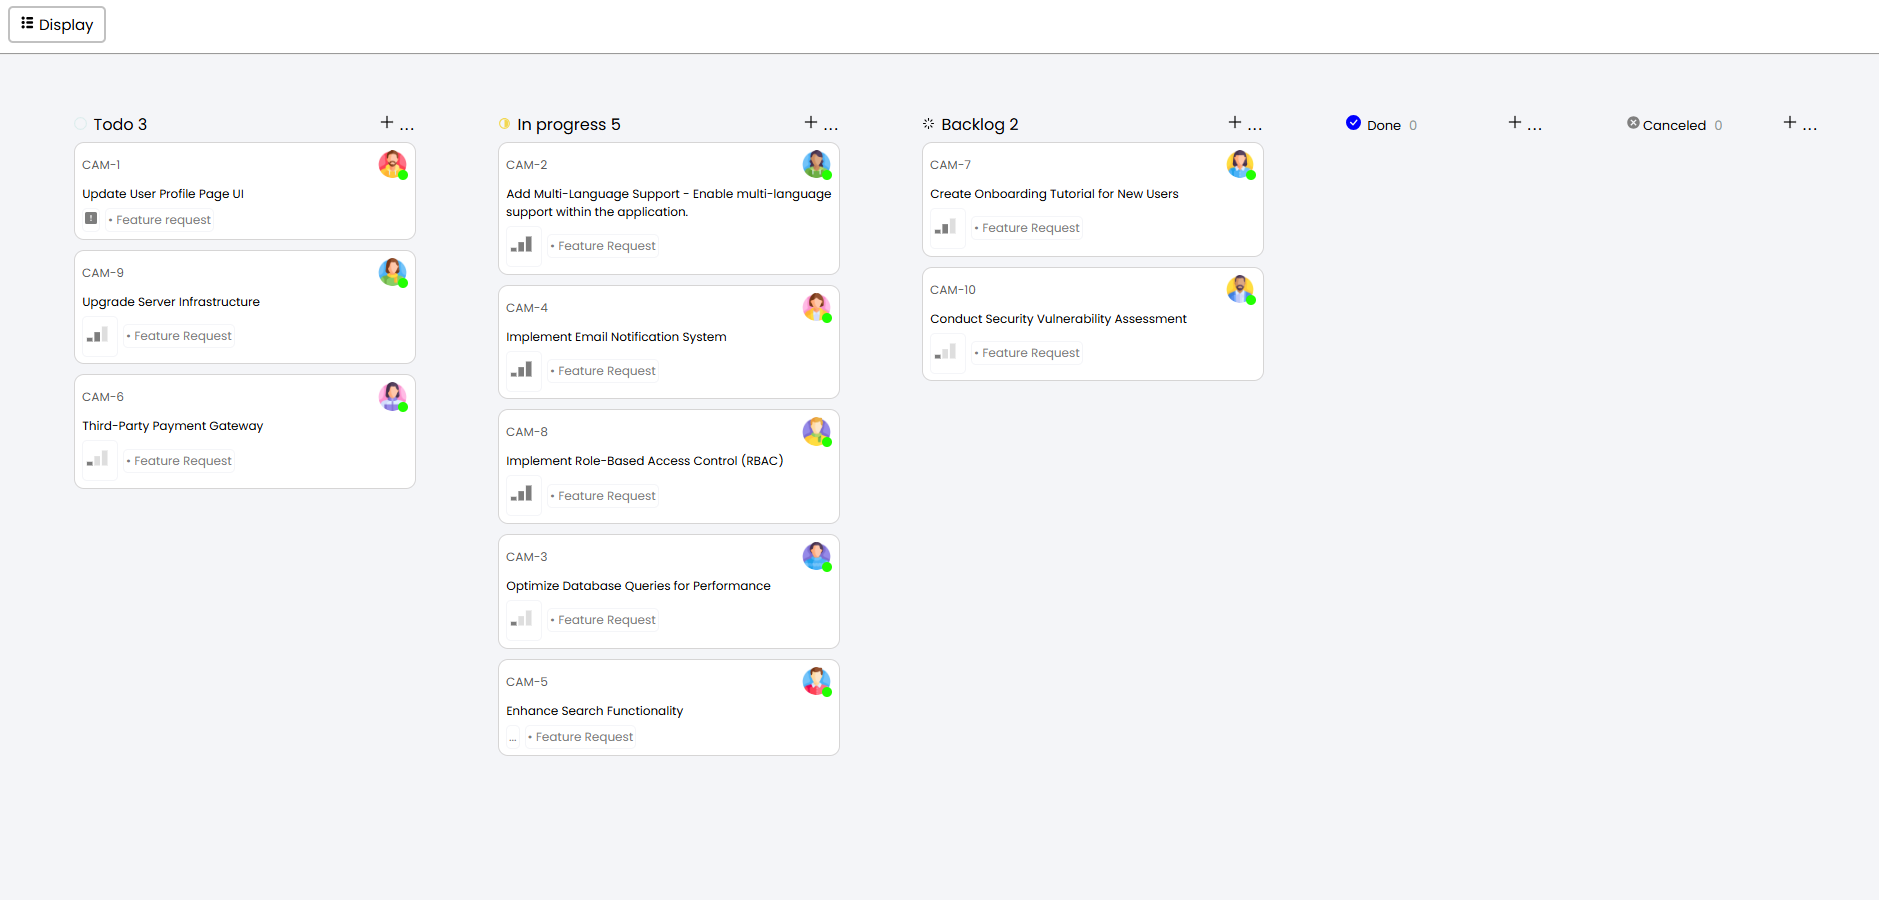 Display
Todo 3
+ ...
CAM-1
Update User Profile Page UI
! • Feature request
CAM-9
Upgrade Server Infrastructure
• Feature Request
CAM-6
Third-Party Payment Gateway
• Feature Request
In progress 5
+ ...
CAM-2
Add Multi-Language Support - Enable multi-language
support within the application.
• Feature Request
CAM-4
Implement Email Notification System
• Feature Request
CAM-8
Implement Role-Based Access Control (RBAC)
• Feature Request
CAM-3
Optimize Database Queries for Performance
• Feature Request
CAM-5
Enhance Search Functionality
... • Feature Request
Backlog 2
+ ...
CAM-7
Create Onboarding Tutorial for New Users
• Feature Request
CAM-10
Conduct Security Vulnerability Assessment
• Feature Request
Done 0
+ ...
Canceled 0
+ ...